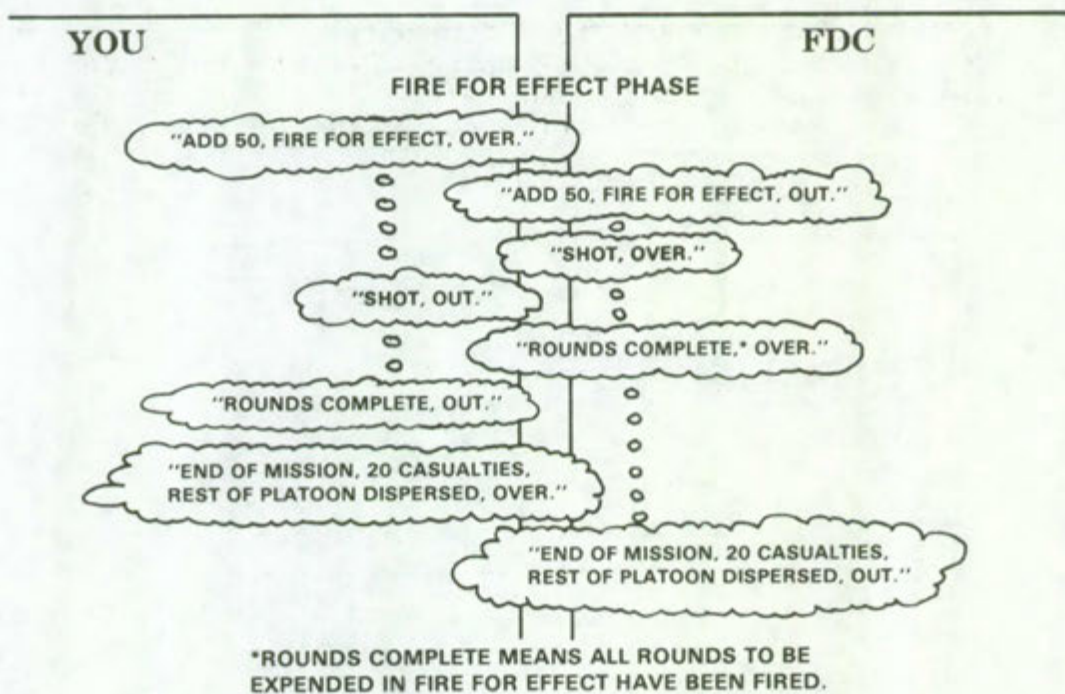 YOU
FDC
FIRE FOR EFFECT PHASE
"ADD 50, FIRE FOR EFFECT, OVER."
"ADD 50, FIRE FOR EFFECT, OUT."
"SHOT, OVER."
"SHOT, OUT."
"ROUNDS COMPLETE,* OVER."
"ROUNDS COMPLETE, OUT."
"END OF MISSION, 20 CASUALTIES,
REST OF PLATOON DISPERSED, OVER."
"END OF MISSION, 20 CASUALTIES,
REST OF PLATOON DISPERSED, OUT."
*ROUNDS COMPLETE MEANS ALL ROUNDS TO BE
EXPENDED IN FIRE FOR EFFECT HAVE BEEN FIRED.